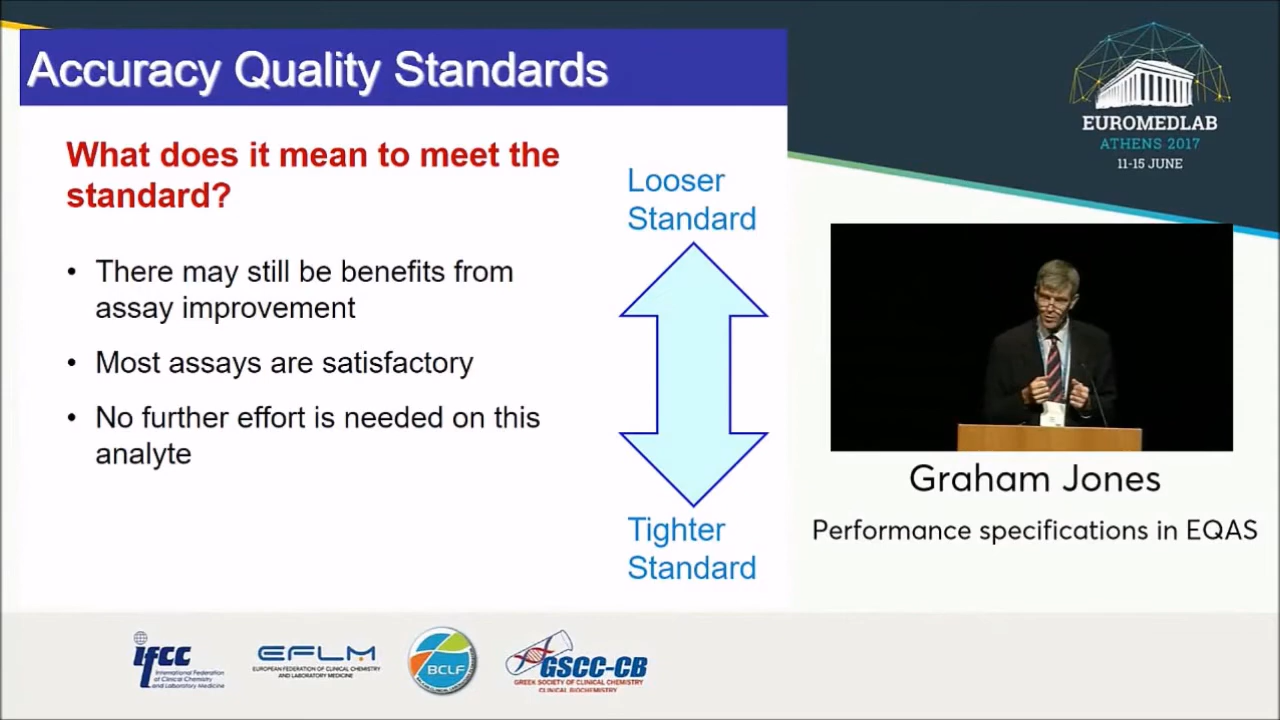 Accuracy Quality Standards
What does it mean to meet the
standard?
• There may still be benefits from
assay improvement
• Most assays are satisfactory
• No further effort is needed on this
analyte
Looser
Standard
Tighter
Standard
EUROMEDLAB
ATHENS 2017
11-15 JUNE
Graham Jones
Performance specifications in EQAS
ifcc
International Federation
of Clinical Chemistry
and Laboratory Medicine
EFLM
EUROPEAN FEDERATION OF CLINICAL CHEMISTRY
AND LABORATORY MEDICINE
BCLF
GSCC-CB
GREEK SOCIETY OF CLINICAL CHEMISTRY
CLINICAL BIOCHEMISTRY